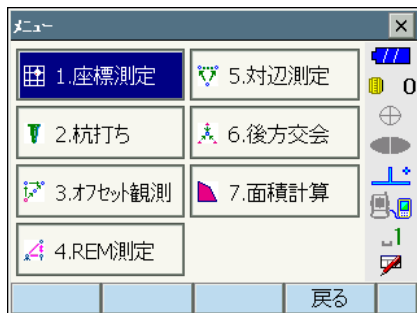 ﾒﾆｭｰ
1.座標測定
5.対辺測定
0
2.杭打ち
6.後方交会
3.ｵﾌｾｯﾄ観測
7.面積計算
4.REM測定
1
戻る